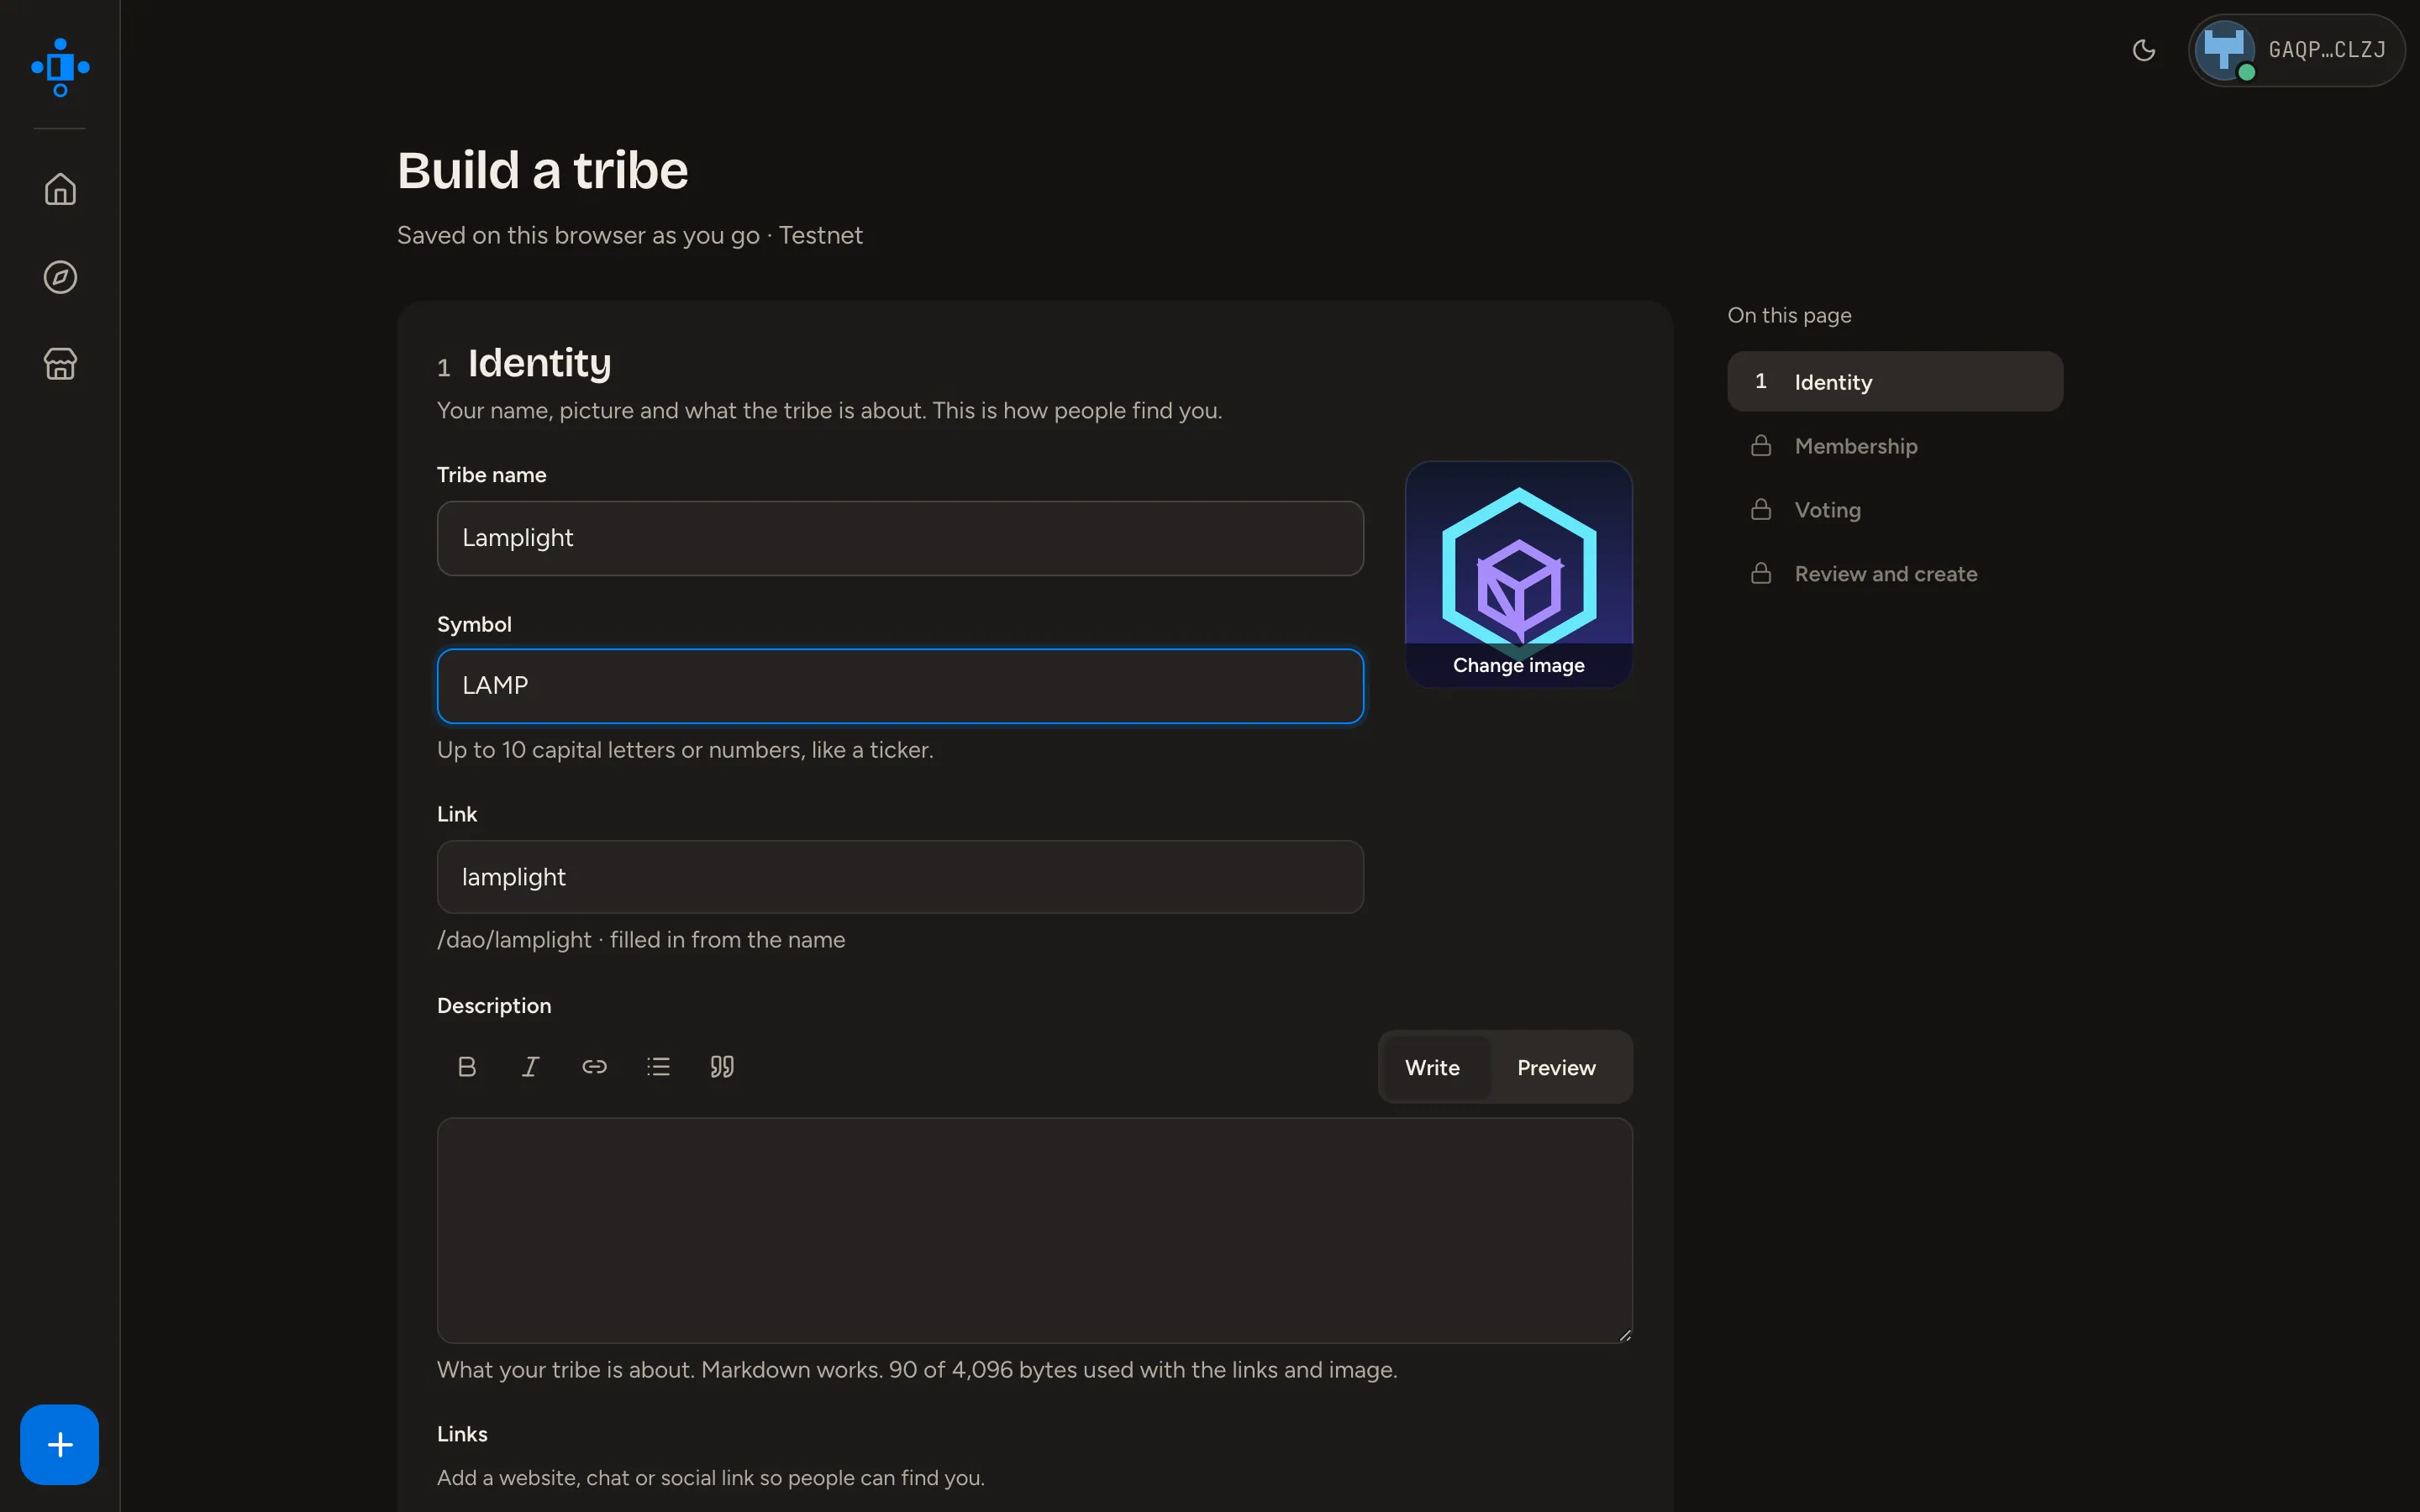 GAQP…CLZJ
Build a tribe
Saved on this browser as you go · Testnet
1 Identity
Your name, picture and what the tribe is about. This is how people find you.
Tribe name
Lamplight
Change image
Symbol
LAMP
Up to 10 capital letters or numbers, like a ticker.
Link
lamplight
/dao/lamplight · filled in from the name
Description
Write Preview
What your tribe is about. Markdown works. 90 of 4,096 bytes used with the links and image.
Links
Add a website, chat or social link so people can find you.
On this page
1 Identity
Membership
Voting
Review and create